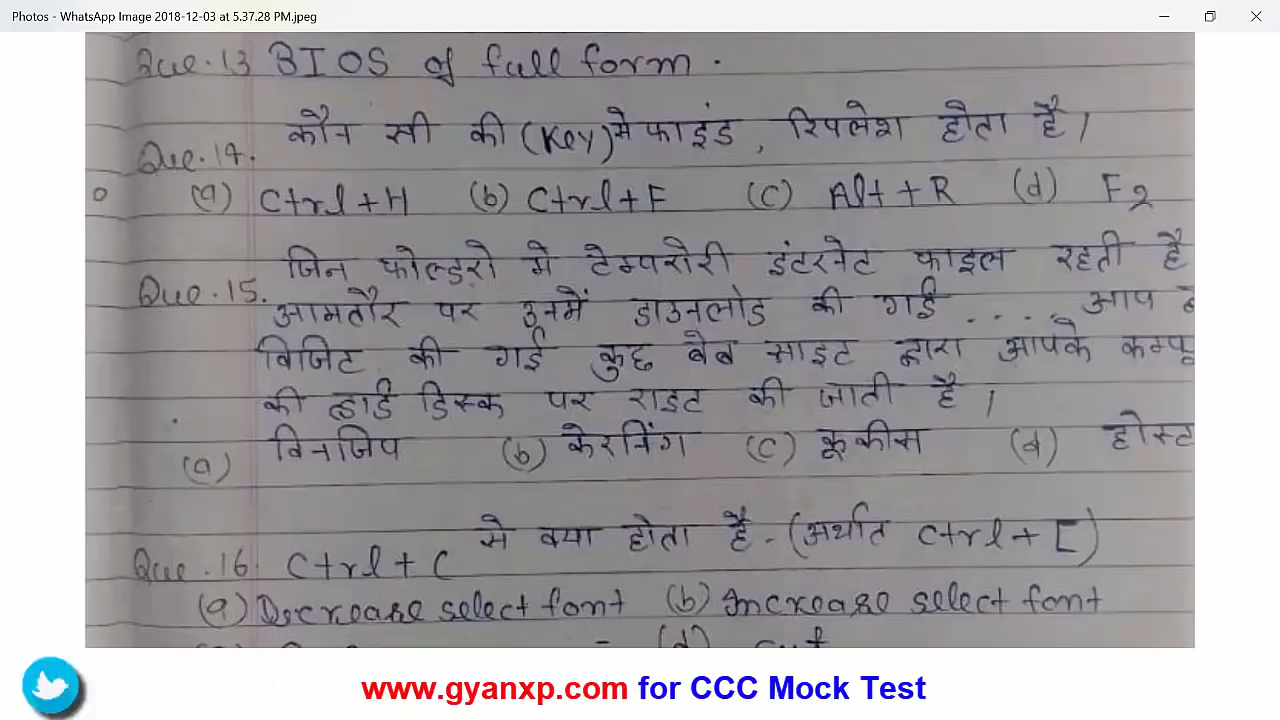 Photos - WhatsApp Image 2018-12-03 at 5.37.28 PM.jpeg
Que.13 BIOS of full form.
Que.14. कौन सी की (Key) मे फाइंड, रिपलेश होता है।
(a) Ctrl+H (b) Ctrl+F (c) Alt+R (d) F2
Que.15. जिन फोल्डरो मे टेम्परोरी इंटरनेट फाइल रहती है
आमतौर पर उनमें डाउनलोड की गई ..... आप
विजिट की गई कुछ वेब साइट द्वारा आपके
की हार्ड डिस्क पर राइट की जाती है।
(a) विनजिप (b) केरनिंग (c) कूकीस (d) होस्ट
Que.16. Ctrl+C से क्या होता है - (अर्थात Ctrl+[)
(a) Decrease select font (b) Increase select font
(d) cut
www.gyanxp.com for CCC Mock Test